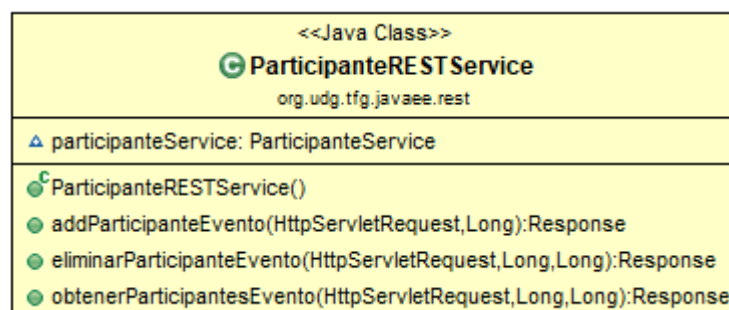 <<Java Class>>
C ParticipanteRESTService
org.udg.tfg.javaee.rest
participanteService: ParticipanteService
C ParticipanteRESTService()
addParticipanteEvento(HttpServletRequest,Long):Response
eliminarParticipanteEvento(HttpServletRequest,Long,Long):Response
obtenerParticipantesEvento(HttpServletRequest,Long,Long):Response